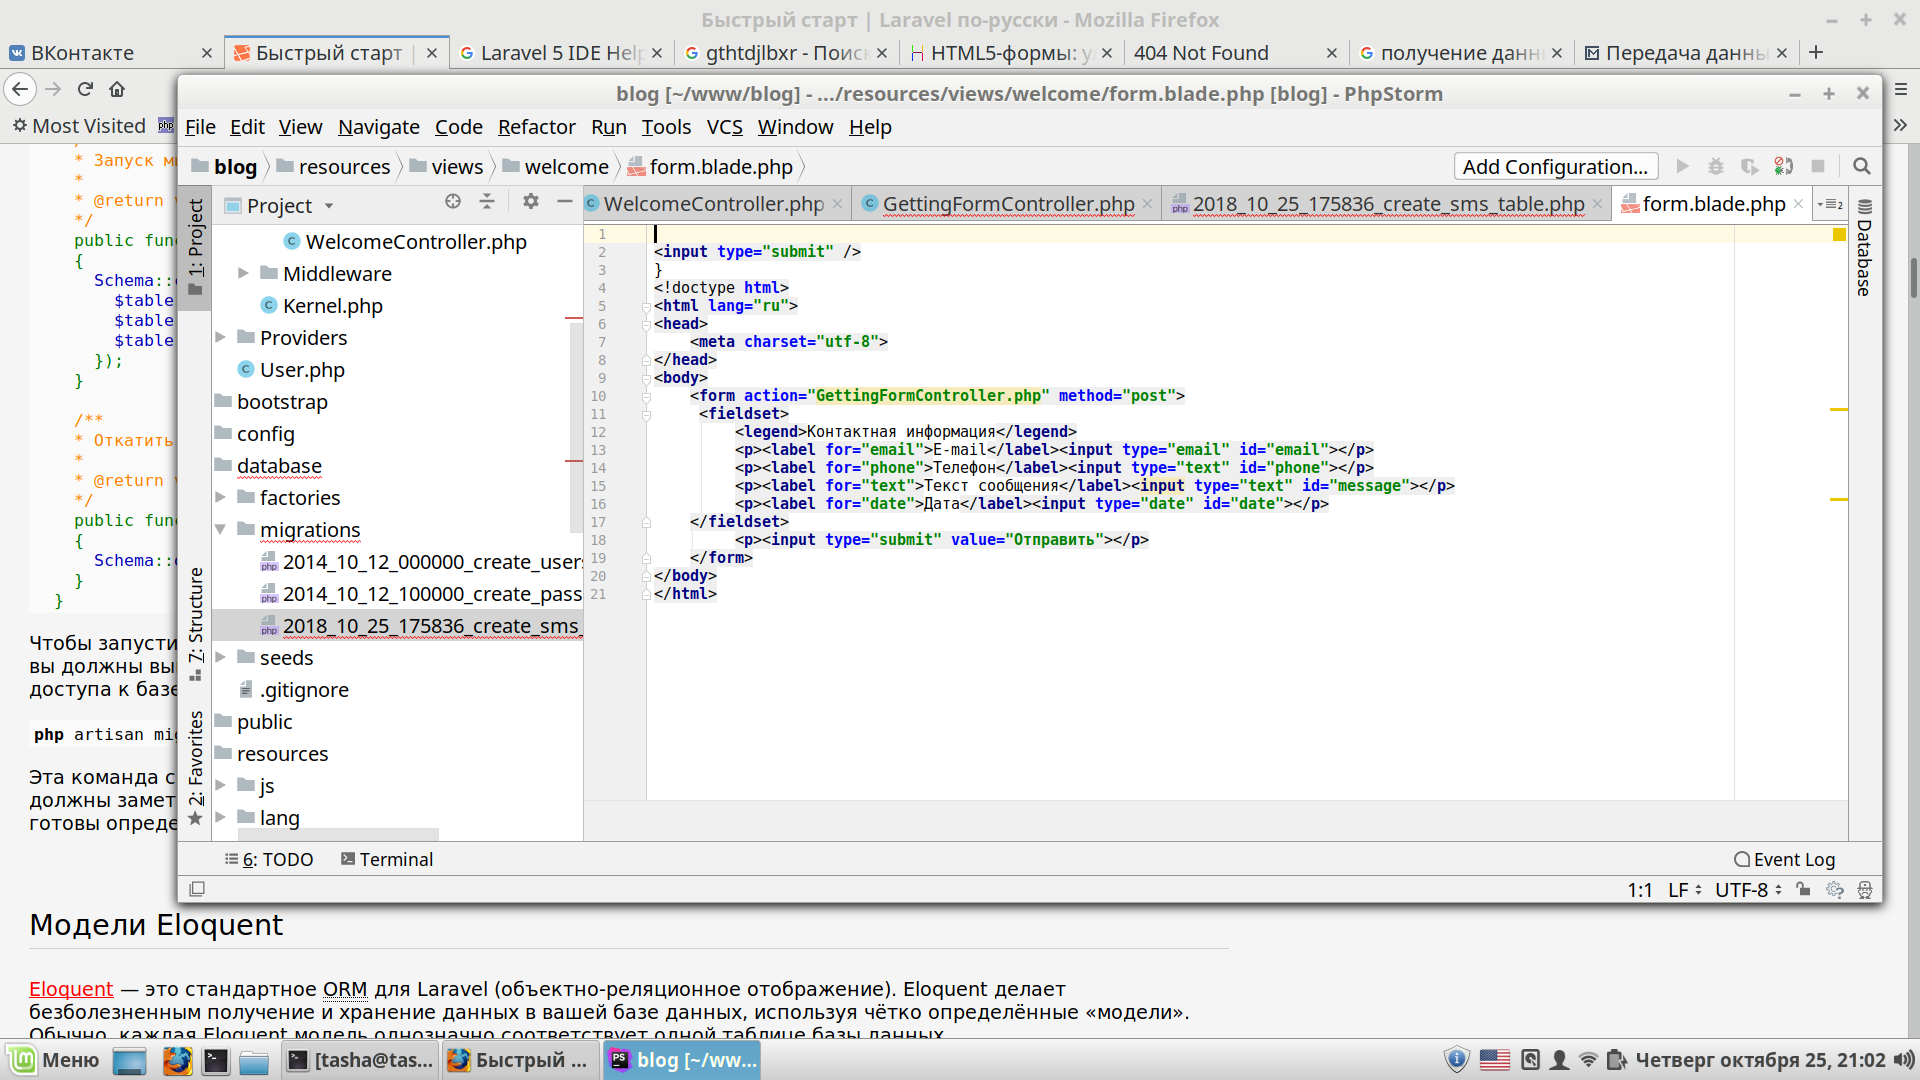 Быстрый старт | Laravel по-русски - Mozilla Firefox
ВКонтакте
Быстрый старт |
Laravel 5 IDE Help
gthtdjlbxr - Поиск
HTML5-формы: у
404 Not Found
получение данн
Передача данны
Most Visited
* Запуск
*
* @return
*/
public func
{
Schema::
$table
$table
$table
});
}
/**
* Откатить
*
* @return
*/
public func
{
Schema::
}
}
Чтобы запусти
вы должны вы
доступа к базе
php artisan mi
Эта команда с
должны замет
готовы опреде
blog [~/www/blog] - .../resources/views/welcome/form.blade.php [blog] - PhpStorm
File Edit View Navigate Code Refactor Run Tools VCS Window Help
blog resources views welcome form.blade.php
Add Configuration...
1: Project
7: Structure
2: Favorites
Project
WelcomeController.php
Middleware
Kernel.php
Providers
User.php
bootstrap
config
database
factories
migrations
2014_10_12_000000_create_users
2014_10_12_100000_create_pass
2018_10_25_175836_create_sms_
seeds
.gitignore
public
resources
js
lang
WelcomeController.php
GettingFormController.php
2018_10_25_175836_create_sms_table.php
form.blade.php
2
Database
1
2 <input type="submit" />
3 }
4 <!doctype html>
5 <html lang="ru">
6 <head>
7 <meta charset="utf-8">
8 </head>
9 <body>
10 <form action="GettingFormController.php" method="post">
11 <fieldset>
12 <legend>Контактная информация</legend>
13 <p><label for="email">E-mail</label><input type="email" id="email"></p>
14 <p><label for="phone">Телефон</label><input type="text" id="phone"></p>
15 <p><label for="text">Текст сообщения</label><input type="text" id="message"></p>
16 <p><label for="date">Дата</label><input type="date" id="date"></p>
17 </fieldset>
18 <p><input type="submit" value="Отправить"></p>
19 </form>
20 </body>
21 </html>
6: TODO
Terminal
Event Log
1:1 LF UTF-8
Модели Eloquent
Eloquent — это стандартное ORM для Laravel (объектно-реляционное отображение). Eloquent делает
безболезненным получение и хранение данных в вашей базе данных, используя чётко определённые «модели».
Обычно, каждая Eloquent модель однозначно соответствует одной таблице базы данных.
Меню
[tasha@tas...
Быстрый ...
blog [~/ww...
Четверг октября 25, 21:02